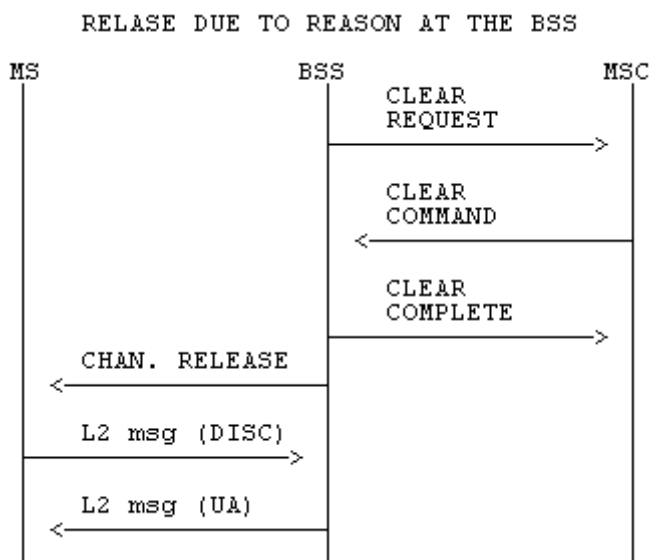 RELASE DUE TO REASON AT THE BSS
MS BSS MSC
CLEAR
REQUEST
CLEAR
COMMAND
CLEAR
COMPLETE
CHAN. RELEASE
L2 msg (DISC)
L2 msg (UA)